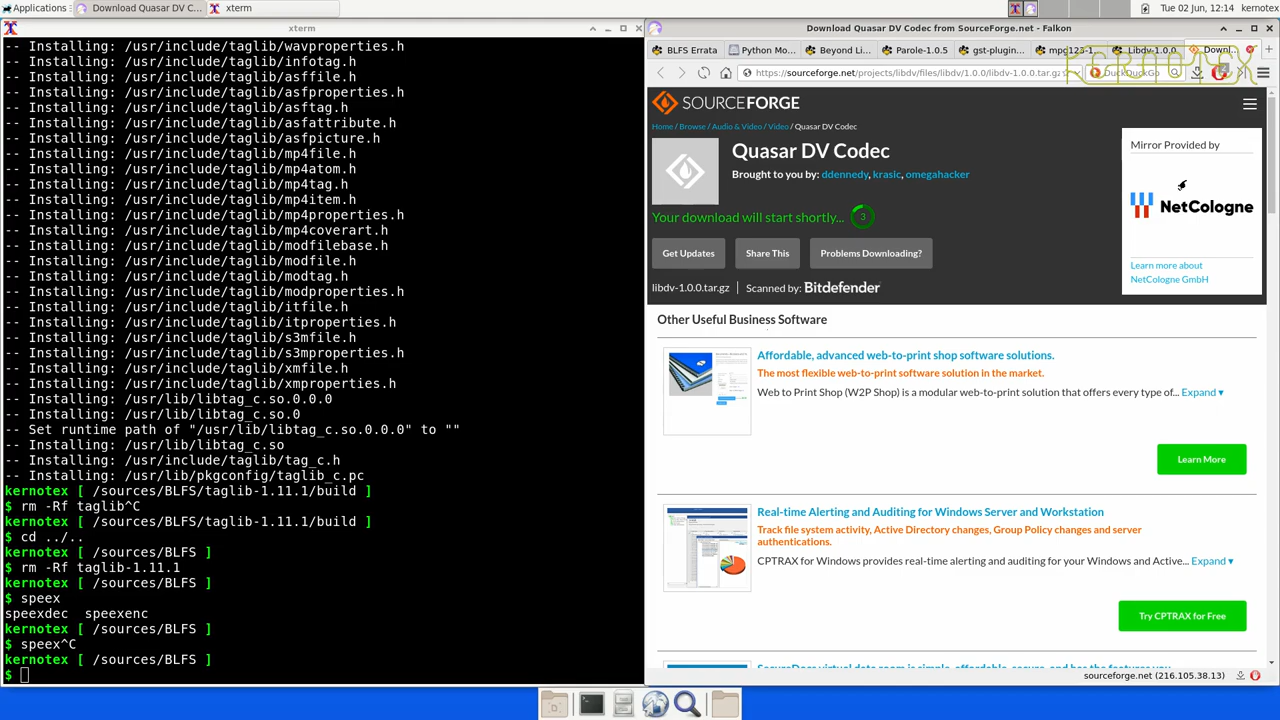 Applications
Download Quasar DV C...
xterm
Tue 02 Jun, 12:14
kernotex
xterm
-- Installing: /usr/include/taglib/wavproperties.h
-- Installing: /usr/include/taglib/infotag.h
-- Installing: /usr/include/taglib/asffile.h
-- Installing: /usr/include/taglib/asfproperties.h
-- Installing: /usr/include/taglib/asftag.h
-- Installing: /usr/include/taglib/asfattribute.h
-- Installing: /usr/include/taglib/asfpicture.h
-- Installing: /usr/include/taglib/mp4file.h
-- Installing: /usr/include/taglib/mp4atom.h
-- Installing: /usr/include/taglib/mp4tag.h
-- Installing: /usr/include/taglib/mp4item.h
-- Installing: /usr/include/taglib/mp4properties.h
-- Installing: /usr/include/taglib/mp4coverart.h
-- Installing: /usr/include/taglib/modfilebase.h
-- Installing: /usr/include/taglib/modfile.h
-- Installing: /usr/include/taglib/modtag.h
-- Installing: /usr/include/taglib/modproperties.h
-- Installing: /usr/include/taglib/itfile.h
-- Installing: /usr/include/taglib/itproperties.h
-- Installing: /usr/include/taglib/s3mfile.h
-- Installing: /usr/include/taglib/s3mproperties.h
-- Installing: /usr/include/taglib/xmfile.h
-- Installing: /usr/include/taglib/xmproperties.h
-- Installing: /usr/lib/libtag_c.so.0.0.0
-- Installing: /usr/lib/libtag_c.so.0
-- Set runtime path of "/usr/lib/libtag_c.so.0.0.0" to ""
-- Installing: /usr/lib/libtag_c.so
-- Installing: /usr/include/taglib/tag_c.h
-- Installing: /usr/lib/pkgconfig/taglib_c.pc
kernotex [ /sources/BLFS/taglib-1.11.1/build ]
$ rm -Rf taglib^C
kernotex [ /sources/BLFS/taglib-1.11.1/build ]
$ cd ../..
kernotex [ /sources/BLFS ]
$ rm -Rf taglib-1.11.1
kernotex [ /sources/BLFS ]
$ speex
speexdec  speexenc
kernotex [ /sources/BLFS ]
$ speex^C
kernotex [ /sources/BLFS ]
$
Download Quasar DV Codec from SourceForge.net - Falkon
BLFS Errata
Python Mo...
Beyond Li...
Parole-1.0.5
gst-plugin...
mpg123-1...
Libdv-1.0.0
Downl...
https://sourceforge.net/projects/libdv/files/libdv/1.0.0/libdv-1.0.0.tar.gz
DuckDuckGo
KERNOTEX
SOURCEFORGE
Home / Browse / Audio & Video / Video / Quasar DV Codec
Quasar DV Codec
Brought to you by: ddennedy, krasic, omegahacker
Your download will start shortly... 3
Get Updates
Share This
Problems Downloading?
libdv-1.0.0.tar.gz
Scanned by: Bitdefender
Mirror Provided by
NetCologne
Learn more about
NetCologne GmbH
Other Useful Business Software
Affordable, advanced web-to-print shop software solutions.
The most flexible web-to-print software solution in the market.
Web to Print Shop (W2P Shop) is a modular web-to-print solution that offers every type of... Expand ▾
Learn More
Real-time Alerting and Auditing for Windows Server and Workstation
Track file system activity, Active Directory changes, Group Policy changes and server
authentications.
CPTRAX for Windows provides real-time alerting and auditing for your Windows and Active... Expand ▾
Try CPTRAX for Free
sourceforge.net (216.105.38.13)